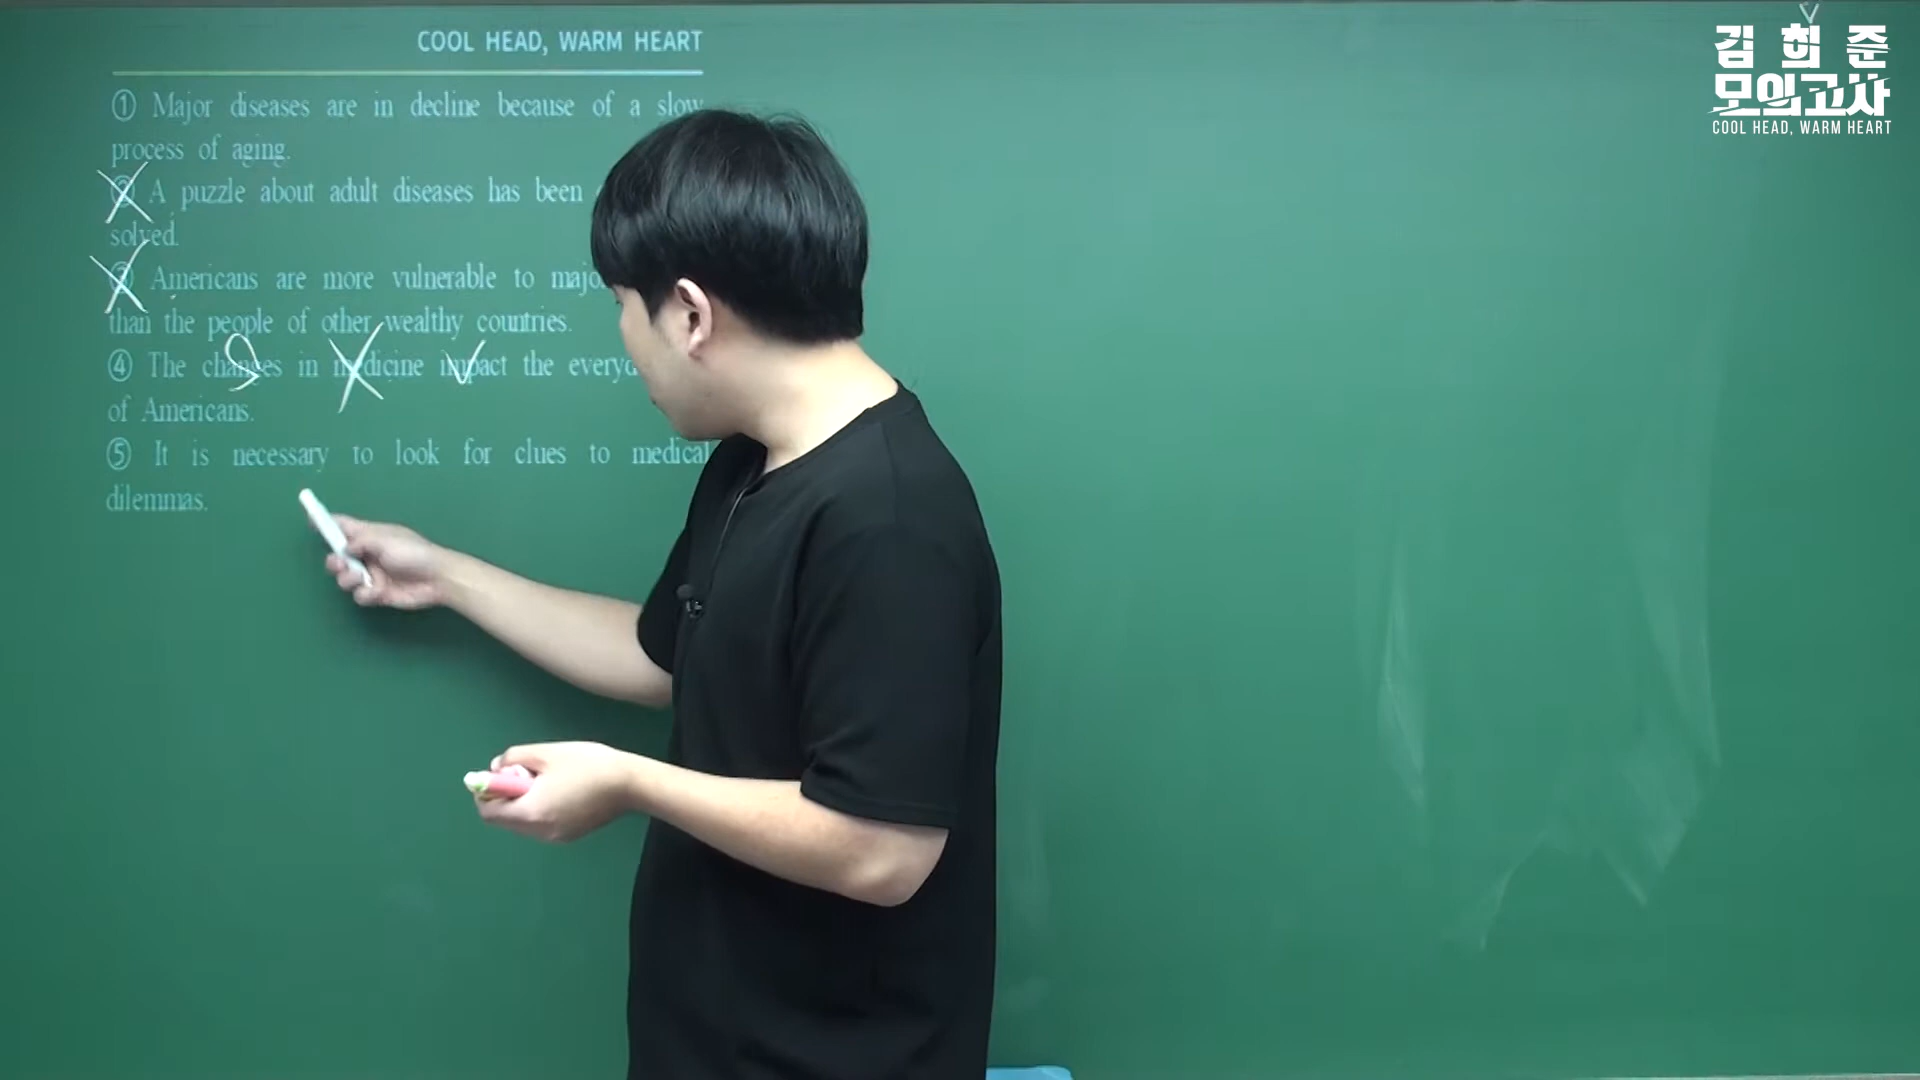 COOL HEAD, WARM HEART
① Major diseases are in decline because of a slow
process of aging.
② A puzzle about adult diseases has been
solved.
③ Americans are more vulnerable to
than the people of other wealthy countries.
④ The changes in medicine impact the
of Americans.
⑤ It is necessary to look for clues to medical
dilemmas.
S V
김희준
모의고사
COOL HEAD, WARM HEART